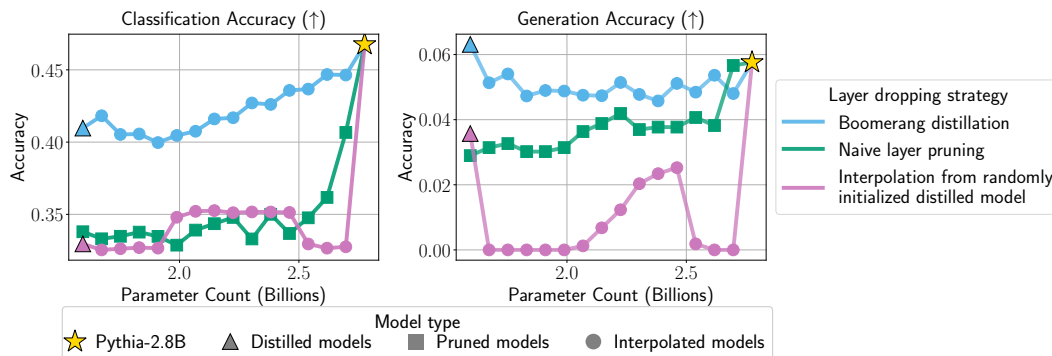 Classification Accuracy (↑)
Generation Accuracy (↑)
Accuracy
0.45
0.40
0.35
2.0
2.5
Parameter Count (Billions)
Accuracy
0.06
0.04
0.02
0.00
2.0
2.5
Parameter Count (Billions)
Layer dropping strategy
Boomerang distillation
Naive layer pruning
Interpolation from randomly
initialized distilled model
Model type
Pythia-2.8B
Distilled models
Pruned models
Interpolated models